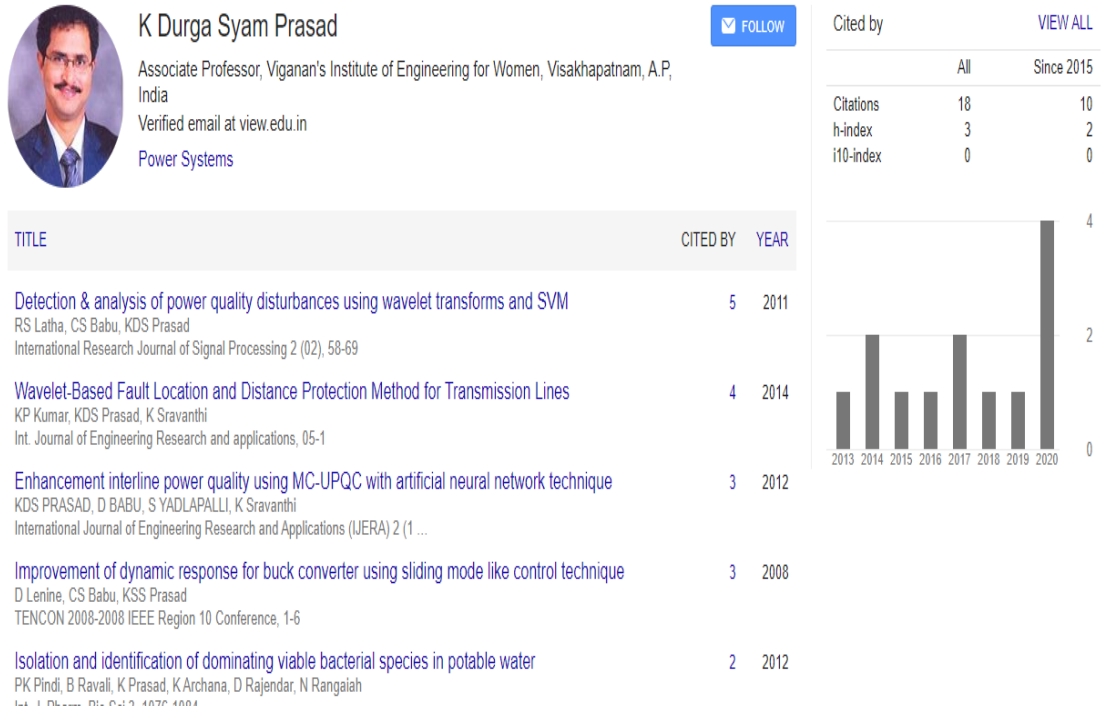 K Durga Syam Prasad
FOLLOW
Associate Professor, Viganan's Institute of Engineering for Women, Visakhapatnam, A.P,
India
Verified email at view.edu.in
Power Systems
TITLE CITED BY YEAR
Detection & analysis of power quality disturbances using wavelet transforms and SVM 5 2011
RS Latha, CS Babu, KDS Prasad
International Research Journal of Signal Processing 2 (02), 58-69
Wavelet-Based Fault Location and Distance Protection Method for Transmission Lines 4 2014
KP Kumar, KDS Prasad, K Sravanthi
Int. Journal of Engineering Research and applications, 05-1
Enhancement interline power quality using MC-UPQC with artificial neural network technique 3 2012
KDS PRASAD, D BABU, S YADLAPALLI, K Sravanthi
International Journal of Engineering Research and Applications (IJERA) 2 (1 ...
Improvement of dynamic response for buck converter using sliding mode like control technique 3 2008
D Lenine, CS Babu, KSS Prasad
TENCON 2008-2008 IEEE Region 10 Conference, 1-6
Isolation and identification of dominating viable bacterial species in potable water 2 2012
PK Pindi, B Ravali, K Prasad, K Archana, D Rajendar, N Rangaiah
Cited by VIEW ALL
All Since 2015
Citations 18 10
h-index 3 2
i10-index 0 0
4
2
0
2013 2014 2015 2016 2017 2018 2019 2020